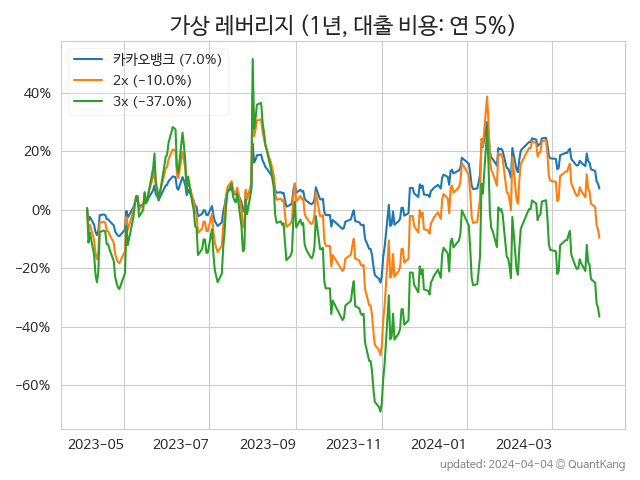 가상 레버리지 (1년, 대출 비용: 연 5%)
카카오뱅크 (7.0%)
2x (−10.0%)
3x (−37.0%)
40%
20%
0%
−20%
−40%
−60%
2023-05 2023-07 2023-09 2023-11 2024-01 2024-03
updated: 2024-04-04 © QuantKang